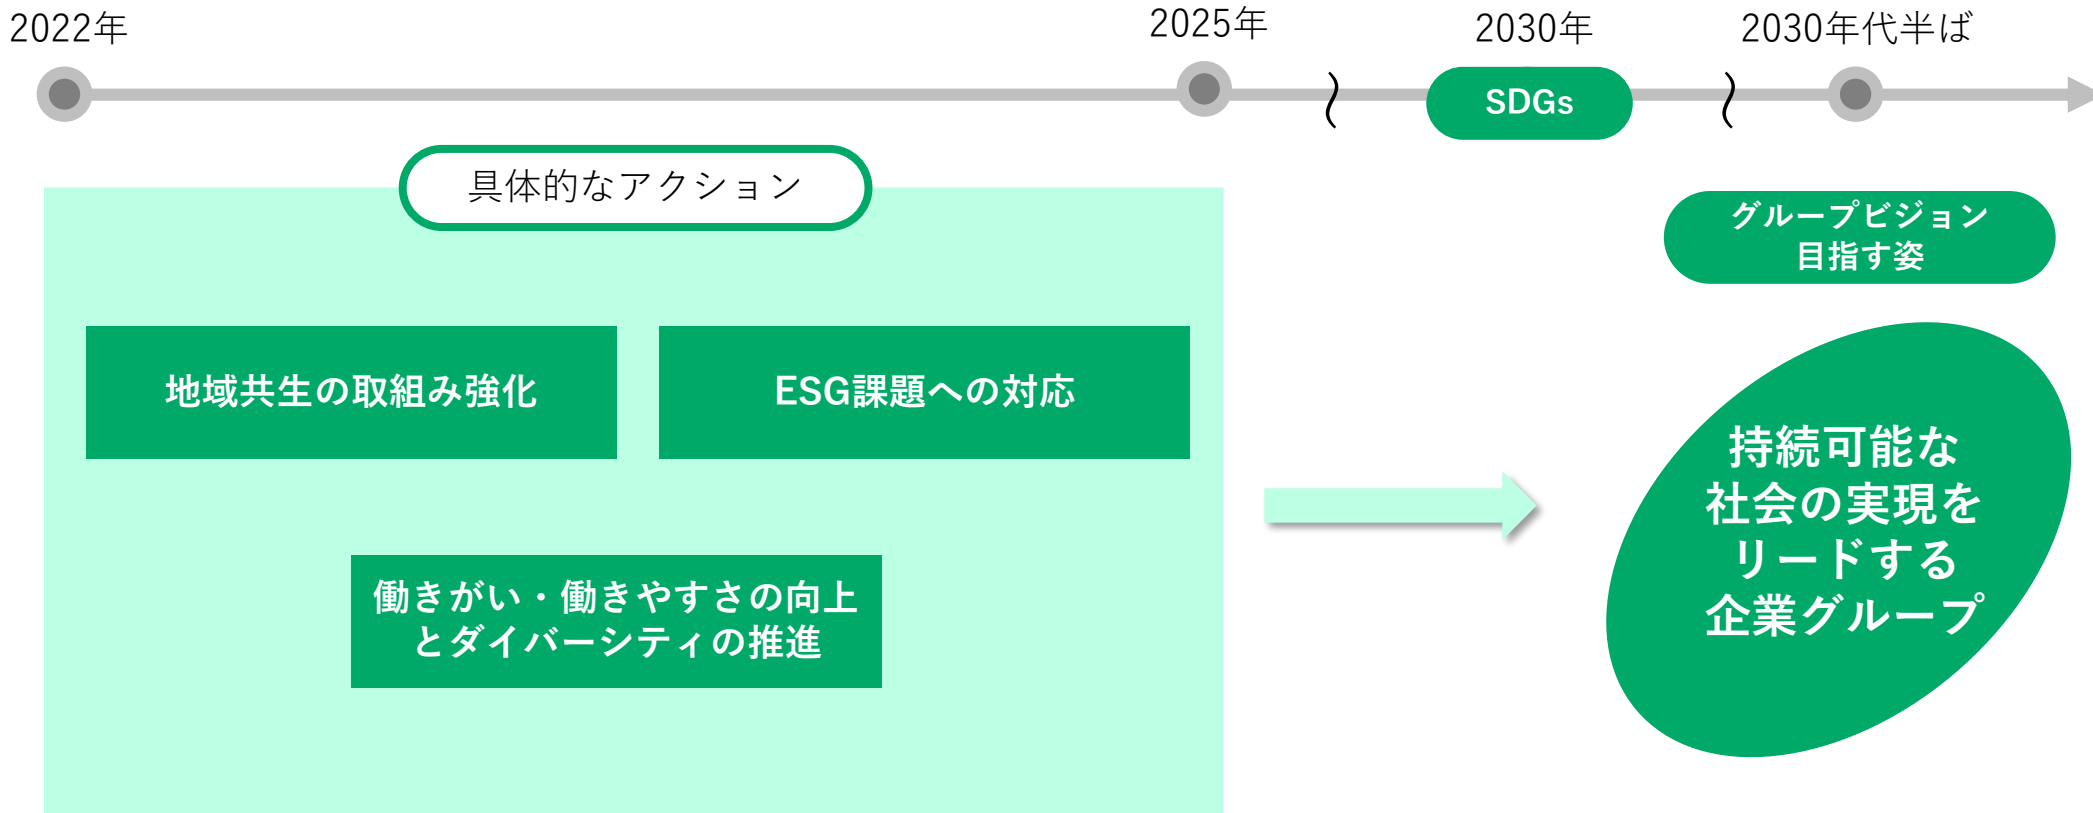 2022年
2025年
2030年
2030年代半ば
SDGs
具体的なアクション
グループビジョン
目指す姿
地域共生の取組み強化
ESG課題への対応
働きがい・働きやすさの向上
とダイバーシティの推進
持続可能な
社会の実現を
リードする
企業グループ